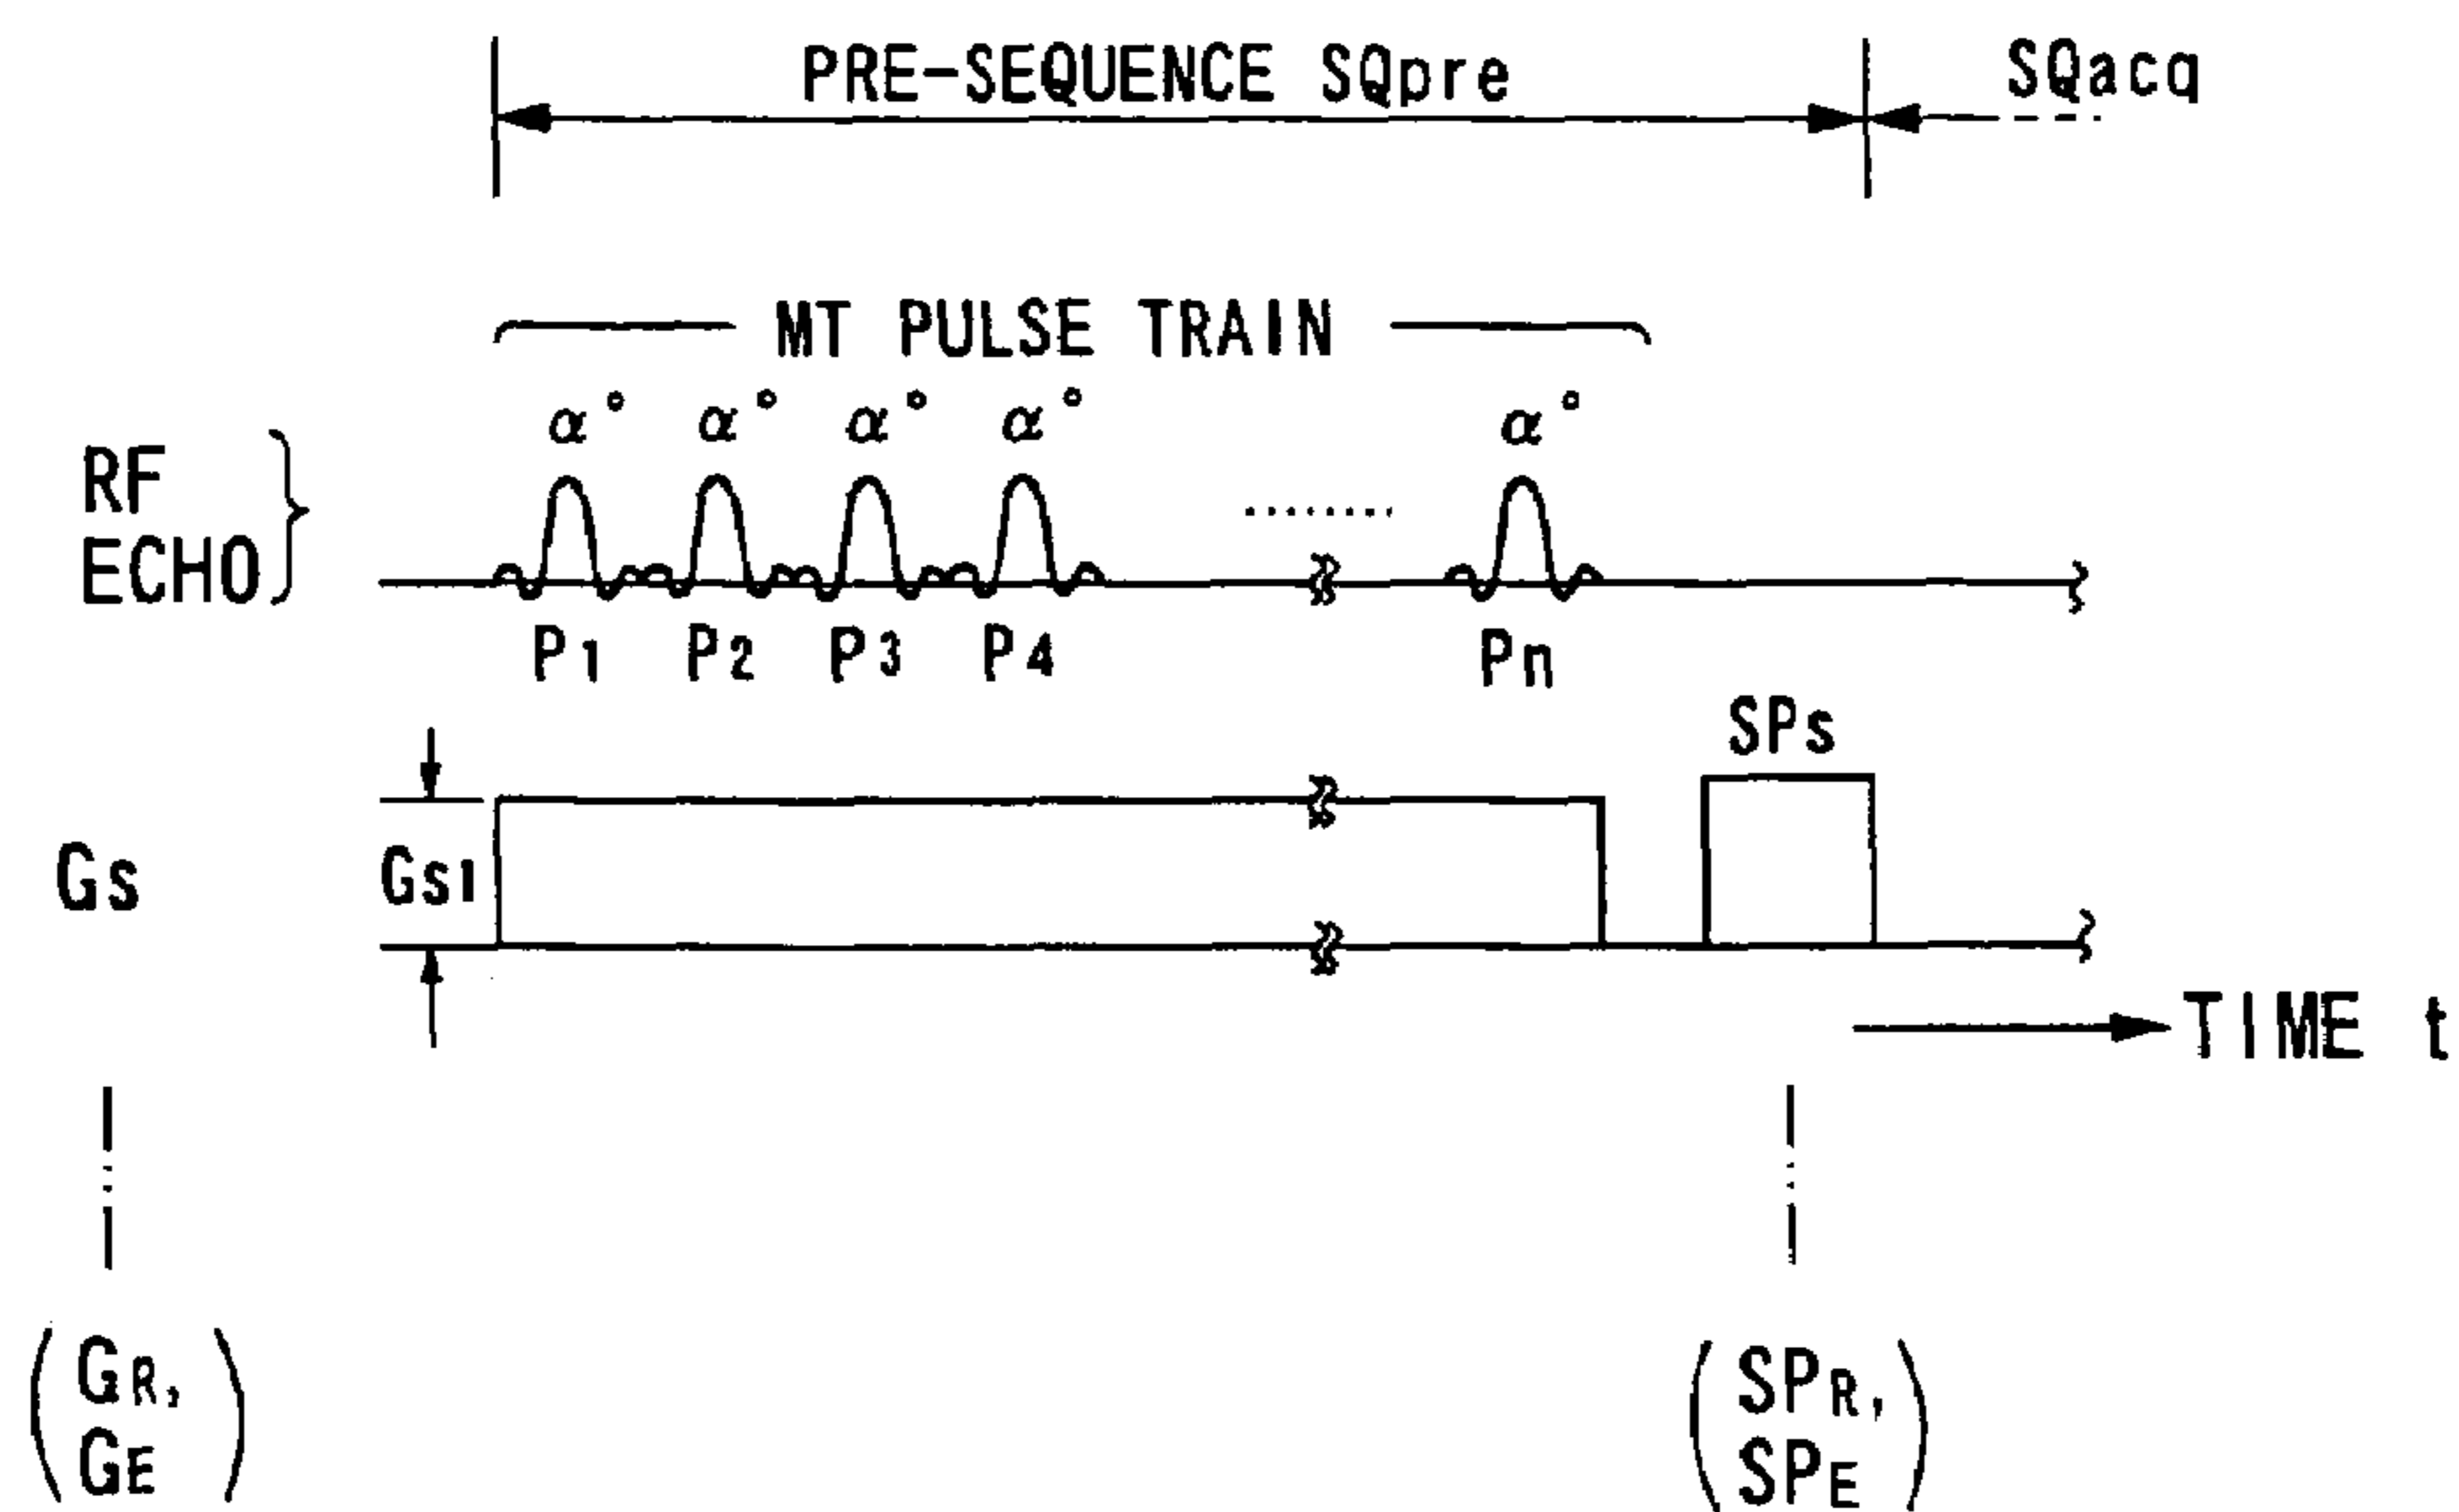 PRE-SEQUENCE SQpre SQacq
MT PULSE TRAIN
α° α° α° α° α°
RF
ECHO
P1 P2 P3 P4 Pn
SPs
Gs Gs1
TIME t
(GR,
GE)
(SPR,
SPE)